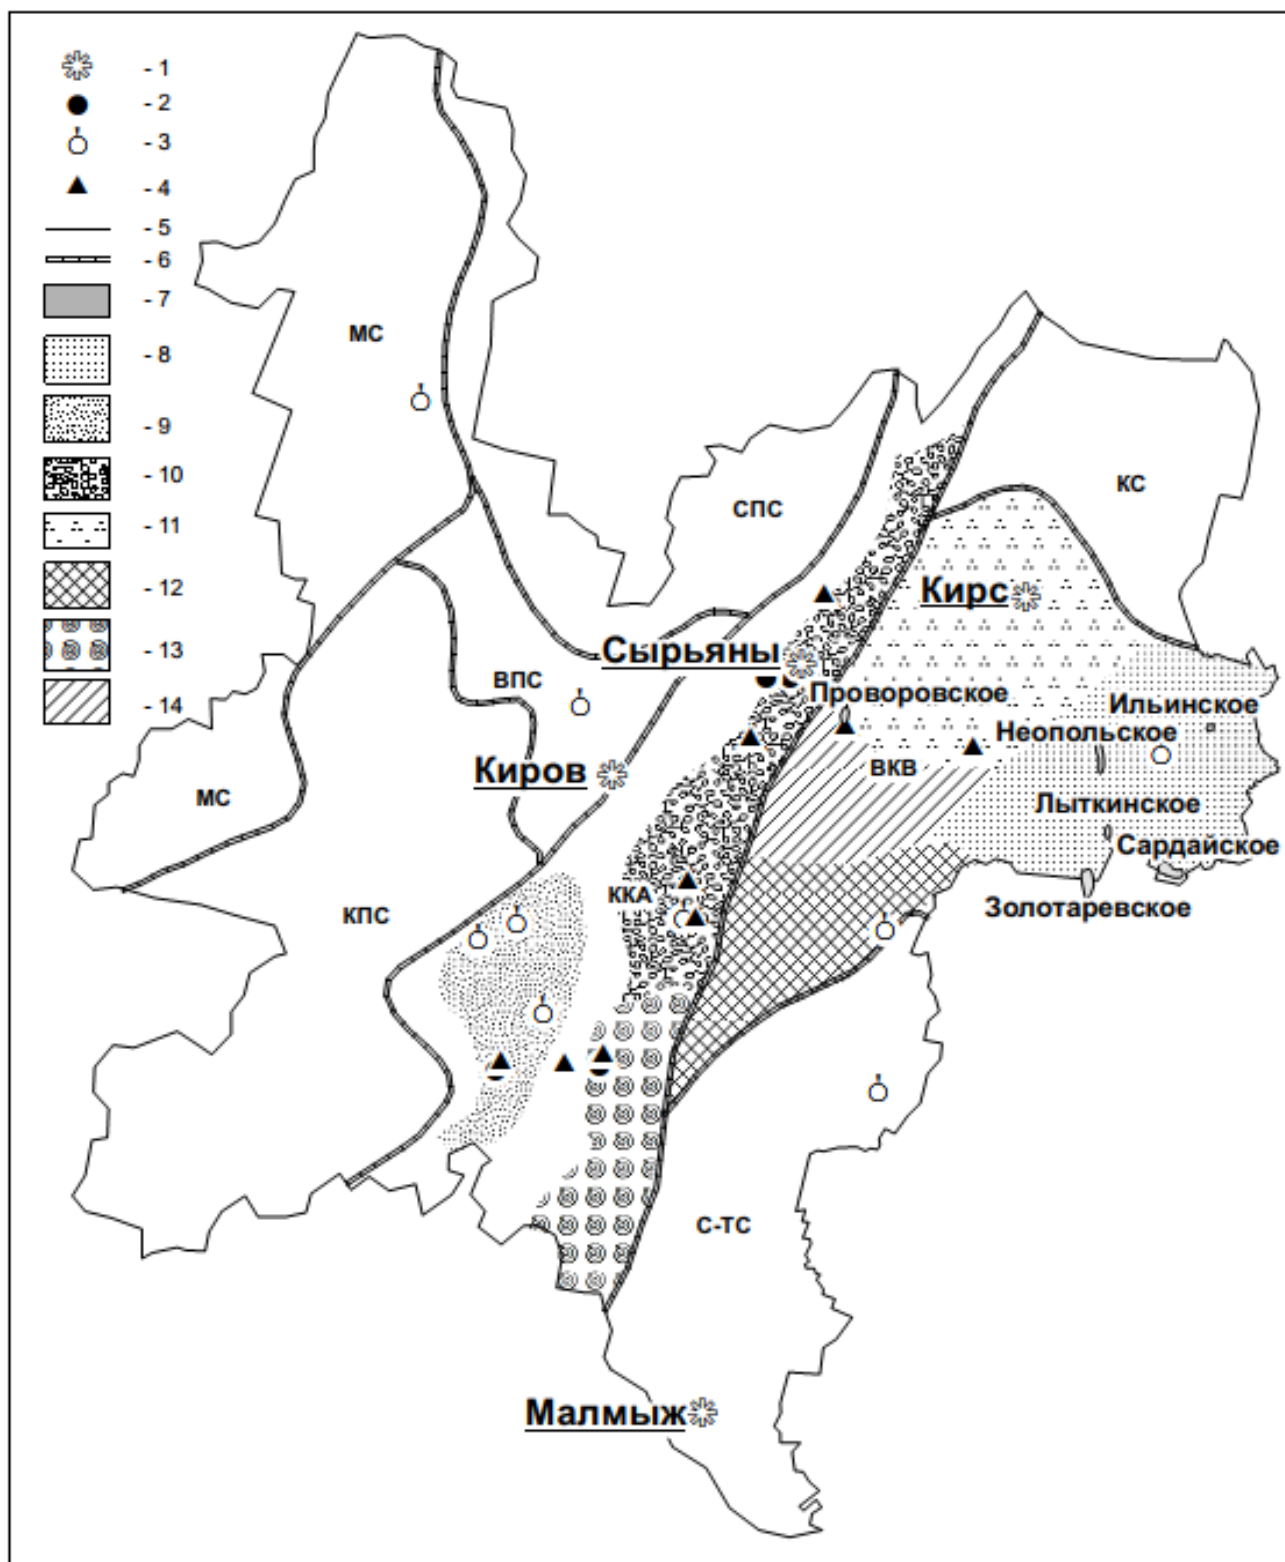 - 1
- 2
- 3
- 4
- 5
- 6
- 7
- 8
- 9
- 10
- 11
- 12
- 13
- 14
МС
КС
СПС
Кирс
Сырьяны
ВПС
Проворовское
Ильинское
Неопольское
Киров
ВКВ
МС
Лыткинское
Сардайское
ККА
КПС
Золотаревское
С-ТС
Малмыж